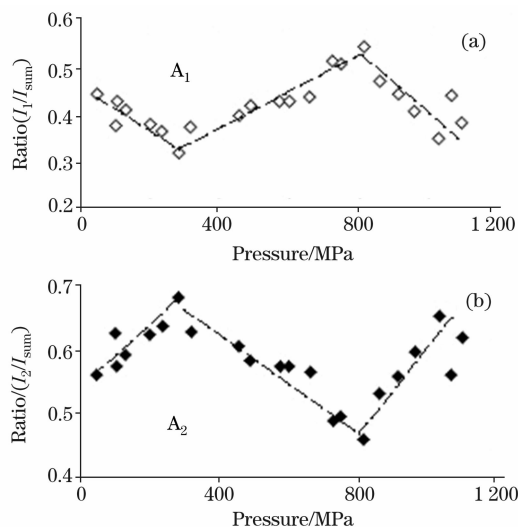 0.6
(a)
A₁
0.5
0.4
0.3
0.2
Ratio(I₁/Iₛᵤₘ)
0
400
800
1 200
Pressure/MPa
0.7
(b)
0.6
0.5
A₂
0.4
Ratio/(I₂/Iₛᵤₘ)
0
400
800
1 200
Pressure/MPa